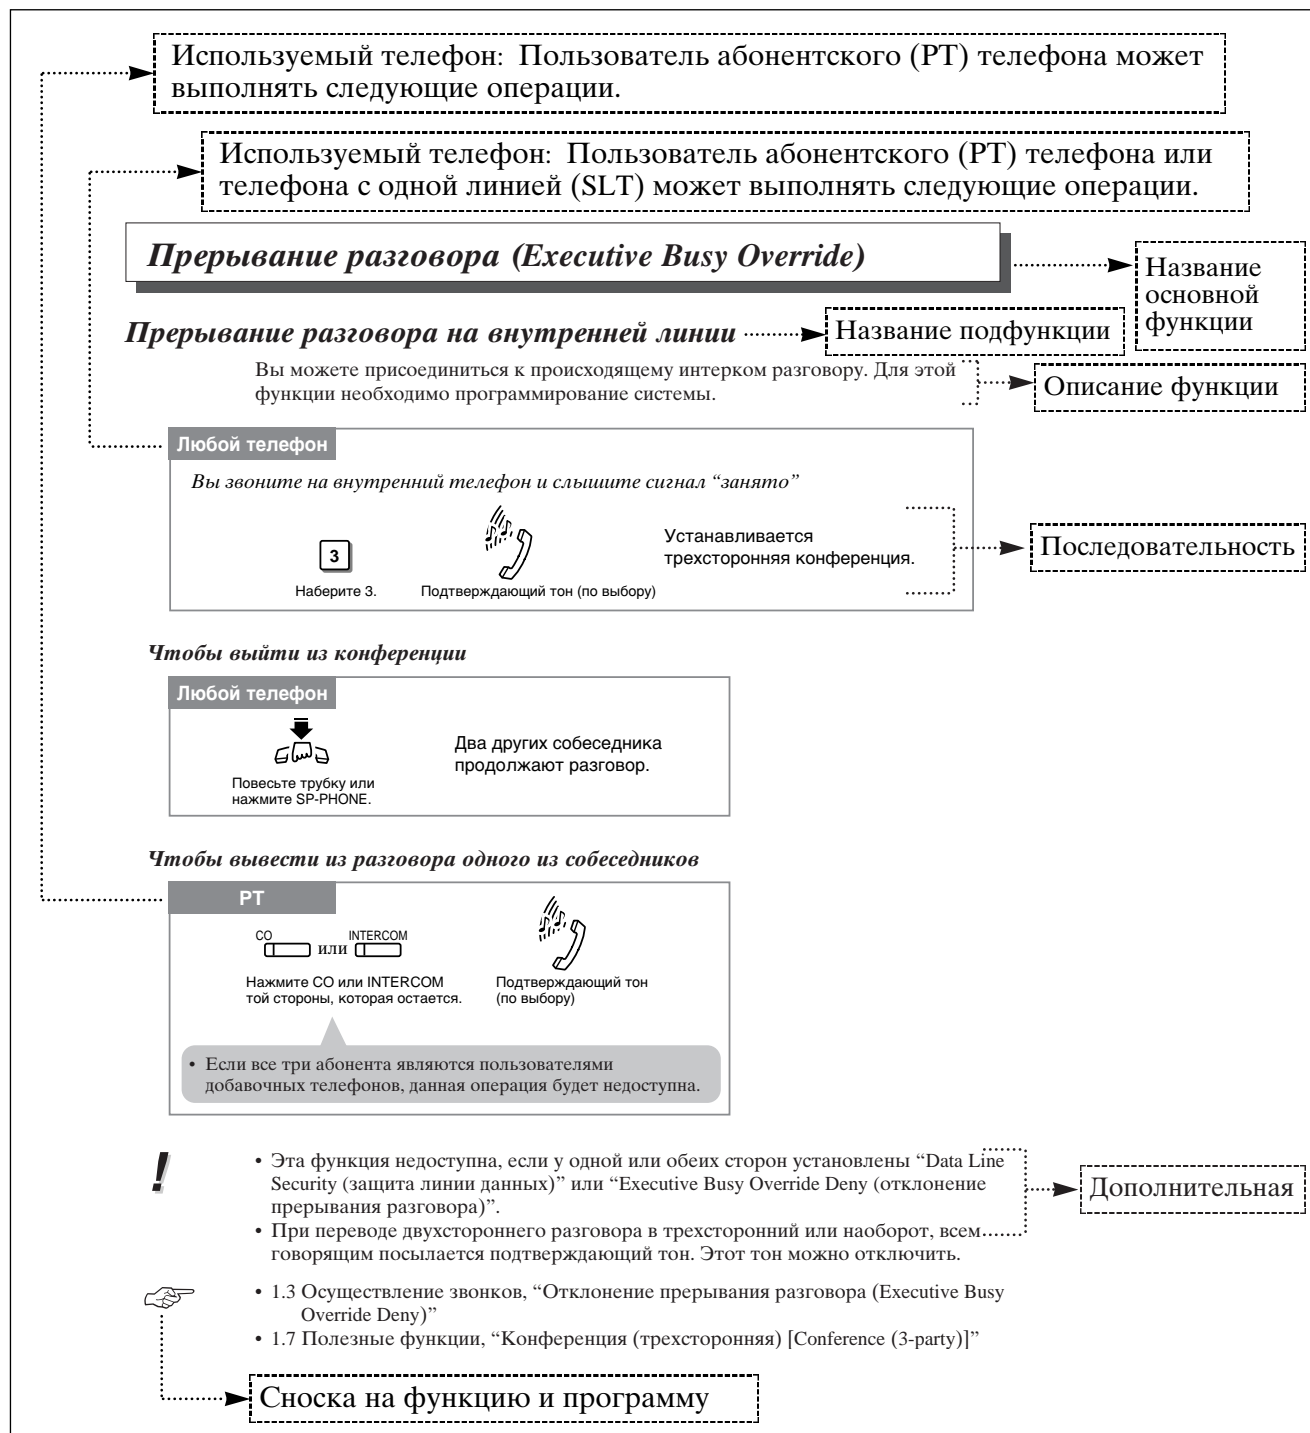 Используемый телефон: Пользователь абонентского (PT) телефона может
выполнять следующие операции.
Используемый телефон: Пользователь абонентского (PT) телефона или
телефона с одной линией (SLT) может выполнять следующие операции.
Прерывание разговора (Executive Busy Override)
Название
основной
функции
Прерывание разговора на внутренней линии
Название подфункции
Вы можете присоединиться к происходящему интерком разговору. Для этой
функции необходимо программирование системы.
Описание функции
Любой телефон
Вы звоните на внутренний телефон и слышите сигнал “занято”
3
Устанавливается
трехсторонняя конференция.
Наберите 3.
Подтверждающий тон (по выбору)
Последовательность
Чтобы выйти из конференции
Любой телефон
Два других собеседника
продолжают разговор.
Повесьте трубку или
нажмите SP-PHONE.
Чтобы вывести из разговора одного из собеседников
PT
CO
или
INTERCOM
Нажмите CO или INTERCOM
той стороны, которая остается.
Подтверждающий тон
(по выбору)
• Если все три абонента являются пользователями
добавочных телефонов, данная операция будет недоступна.
!
• Эта функция недоступна, если у одной или обеих сторон установлены “Data Line
Security (защита линии данных)” или “Executive Busy Override Deny (отклонение
прерывания разговора)”.
• При переводе двухстороннего разговора в трехсторонний или наоборот, всем
говорящим посылается подтверждающий тон. Этот тон можно отключить.
Дополнительная
• 1.3 Осуществление звонков, “Отклонение прерывания разговора (Executive Busy
Override Deny)”
• 1.7 Полезные функции, “Конференция (трехсторонняя) [Conference (3-party)]”
Сноска на функцию и программу